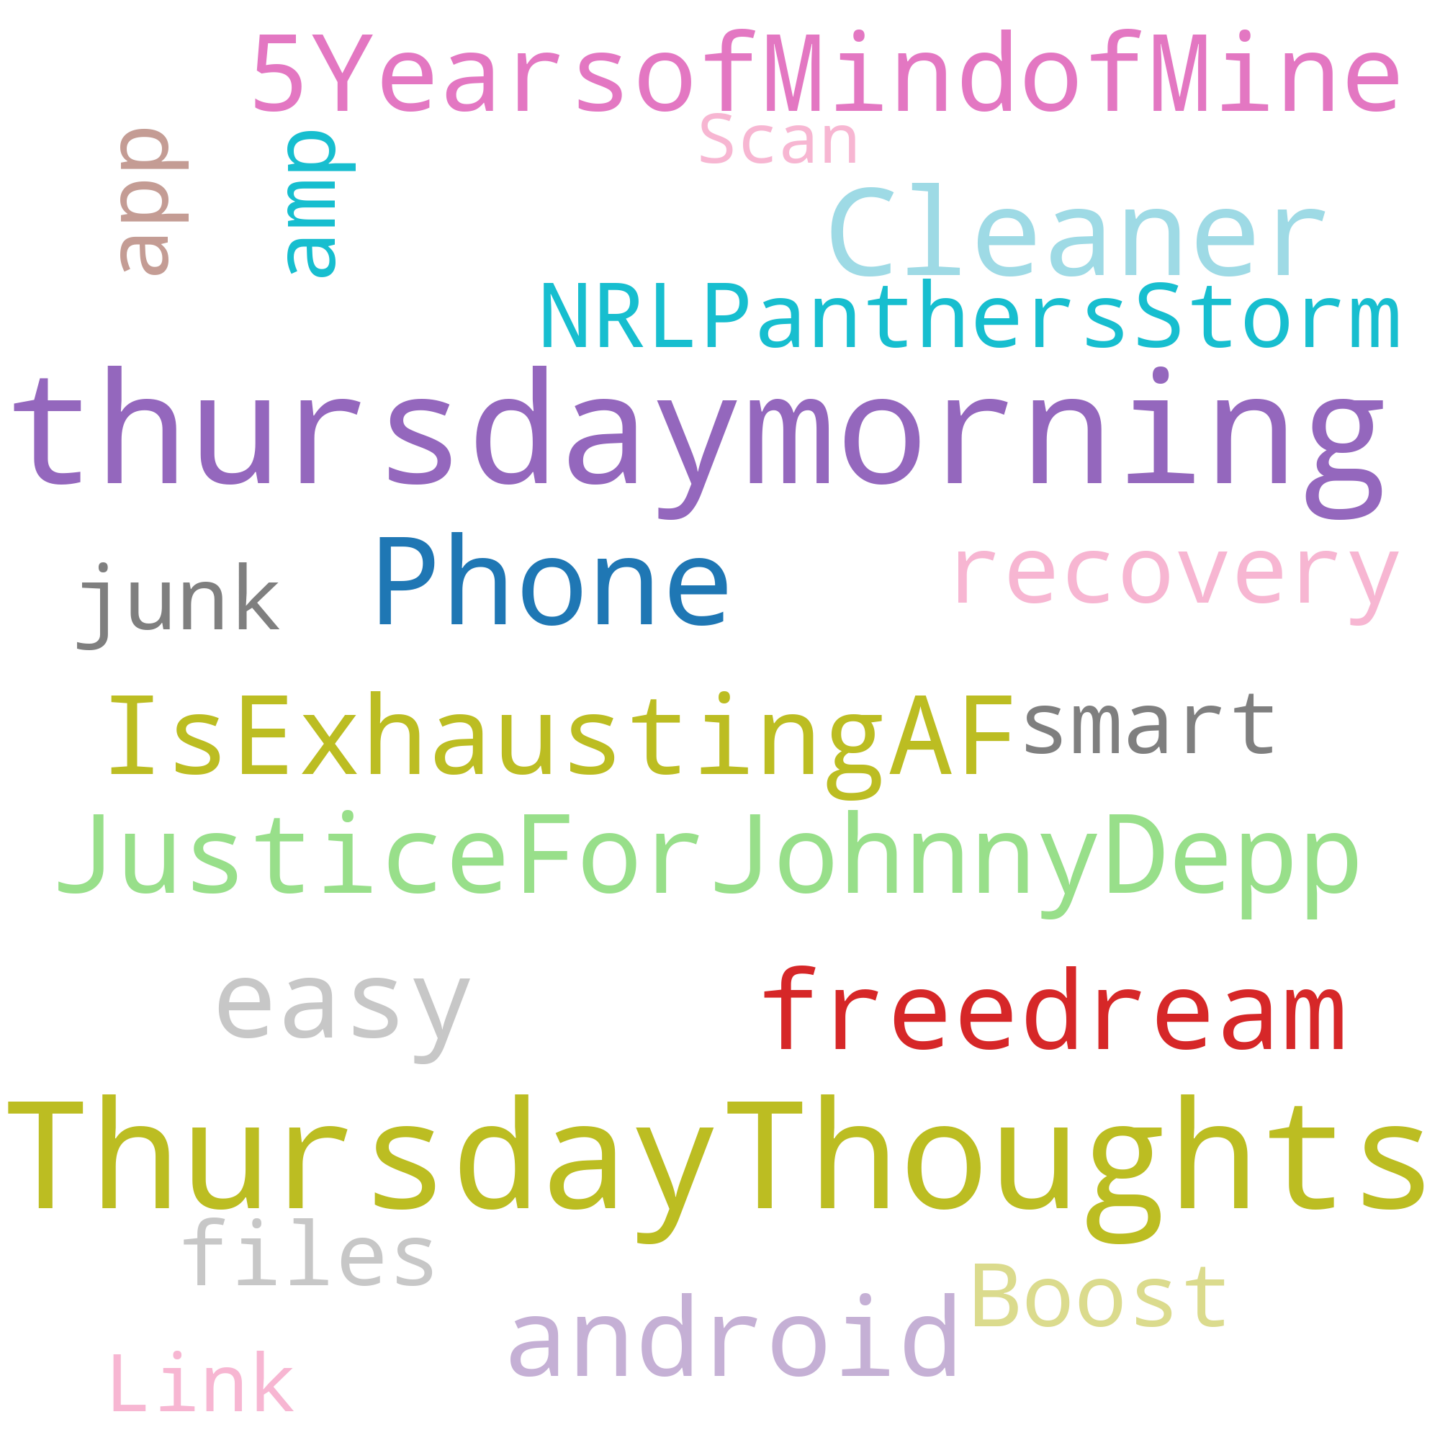 5YearsofMindofMine
Scan
app
amp
Cleaner
NRLPanthersStorm
thursdaymorning
junk
Phone
recovery
IsExhaustingAF
smart
JusticeForJohnnyDepp
easy
freedream
ThursdayThoughts
files
Boost
android
Link